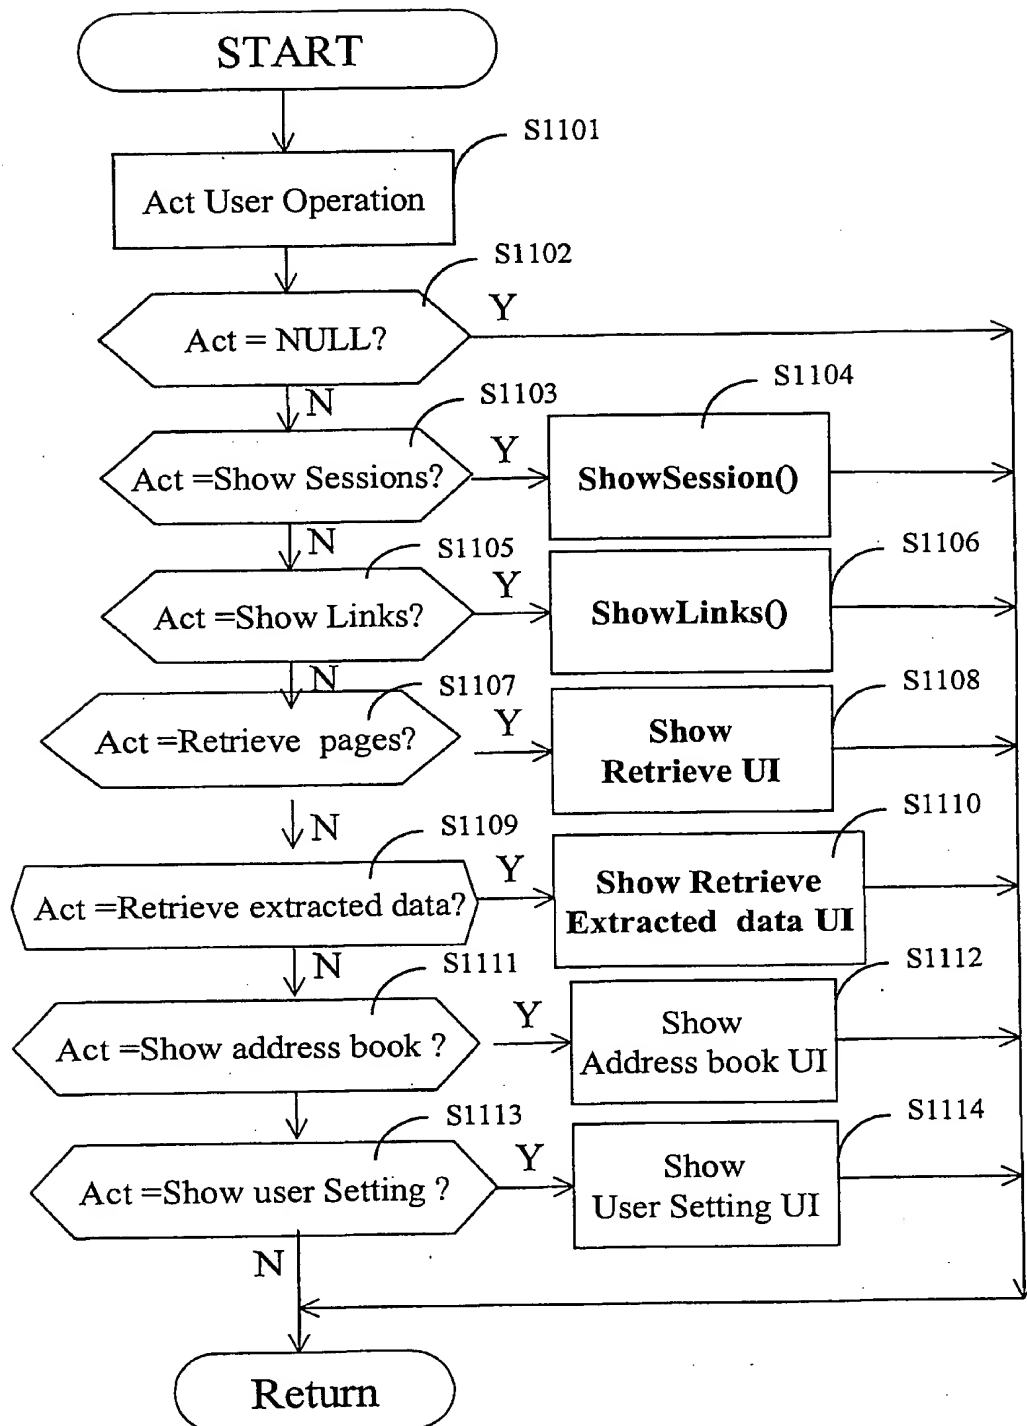 START
S1101
Act User Operation
S1102
Act = NULL?
Y
N
S1103
S1104
Act =Show Sessions?
Y
ShowSession()
N
S1105
S1106
Act =Show Links?
Y
ShowLinks()
N
S1107
S1108
Act =Retrieve pages?
Y
Show
Retrieve UI
N
S1109
S1110
Act =Retrieve extracted data?
Y
Show Retrieve
Extracted data UI
N
S1111
S1112
Act =Show address book ?
Y
Show
Address book UI
S1113
S1114
Act =Show user Setting ?
Y
Show
User Setting UI
N
Return